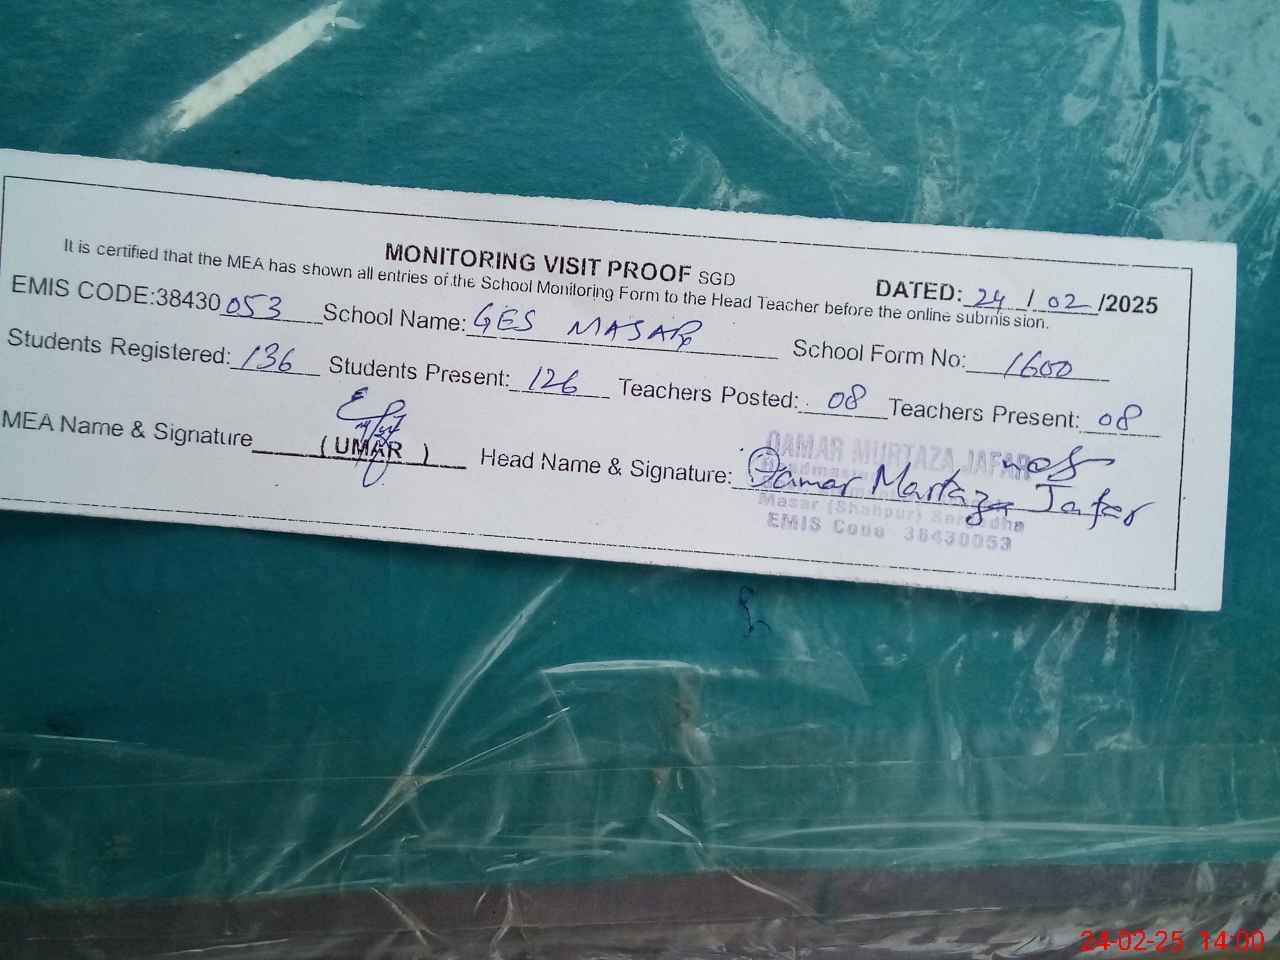 MONITORING VISIT PROOF SGD
DATED: 24 / 02 /2025
It is certified that the MEA has shown all entries of the School Monitoring Form to the Head Teacher before the online submission.
EMIS CODE:38430053 School Name: GES MASAR School Form No: 1600
Students Registered: 136 Students Present: 126 Teachers Posted: 08 Teachers Present: 08
MEA Name & Signature (UMAR) Head Name & Signature: Qamar Murtaza Jafar
QAMAR MURTAZA JAFAR
Masar (Shahpur) Sargodha
EMIS Code 38430053
24-02-25 14:00